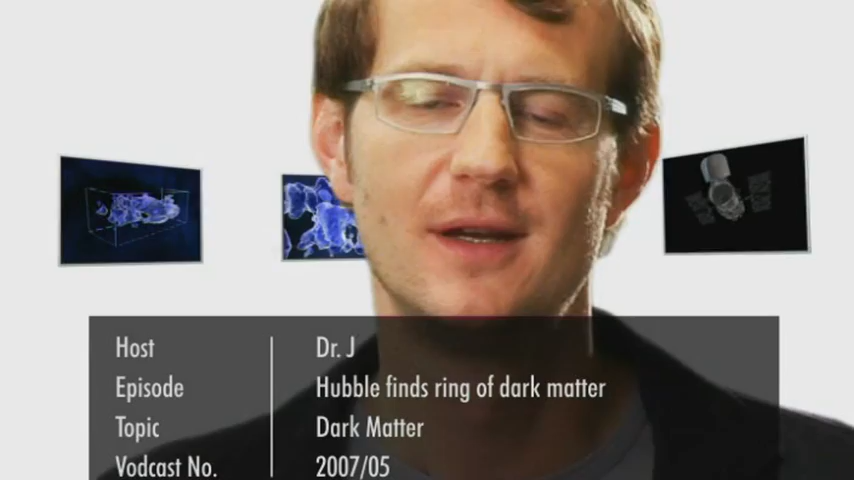 Host Dr. J
Episode Hubble finds ring of dark matter
Topic Dark Matter
Vodcast No. 2007/05